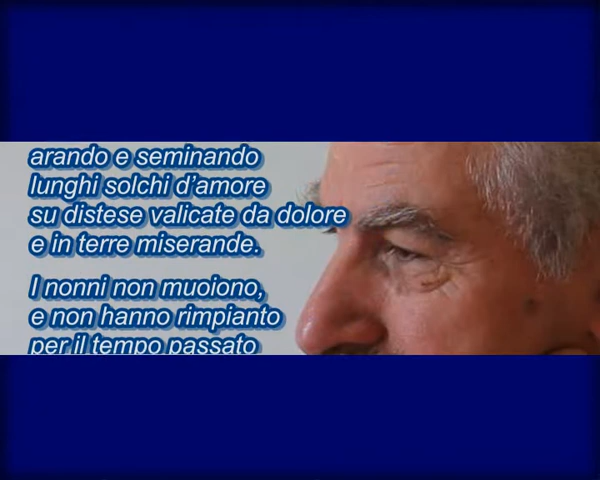 arando e seminando
lunghi solchi d'amore
su distese valicate da dolore
e in terre miserande.
I nonni non muoiono,
e non hanno rimpianto
per il tempo passato